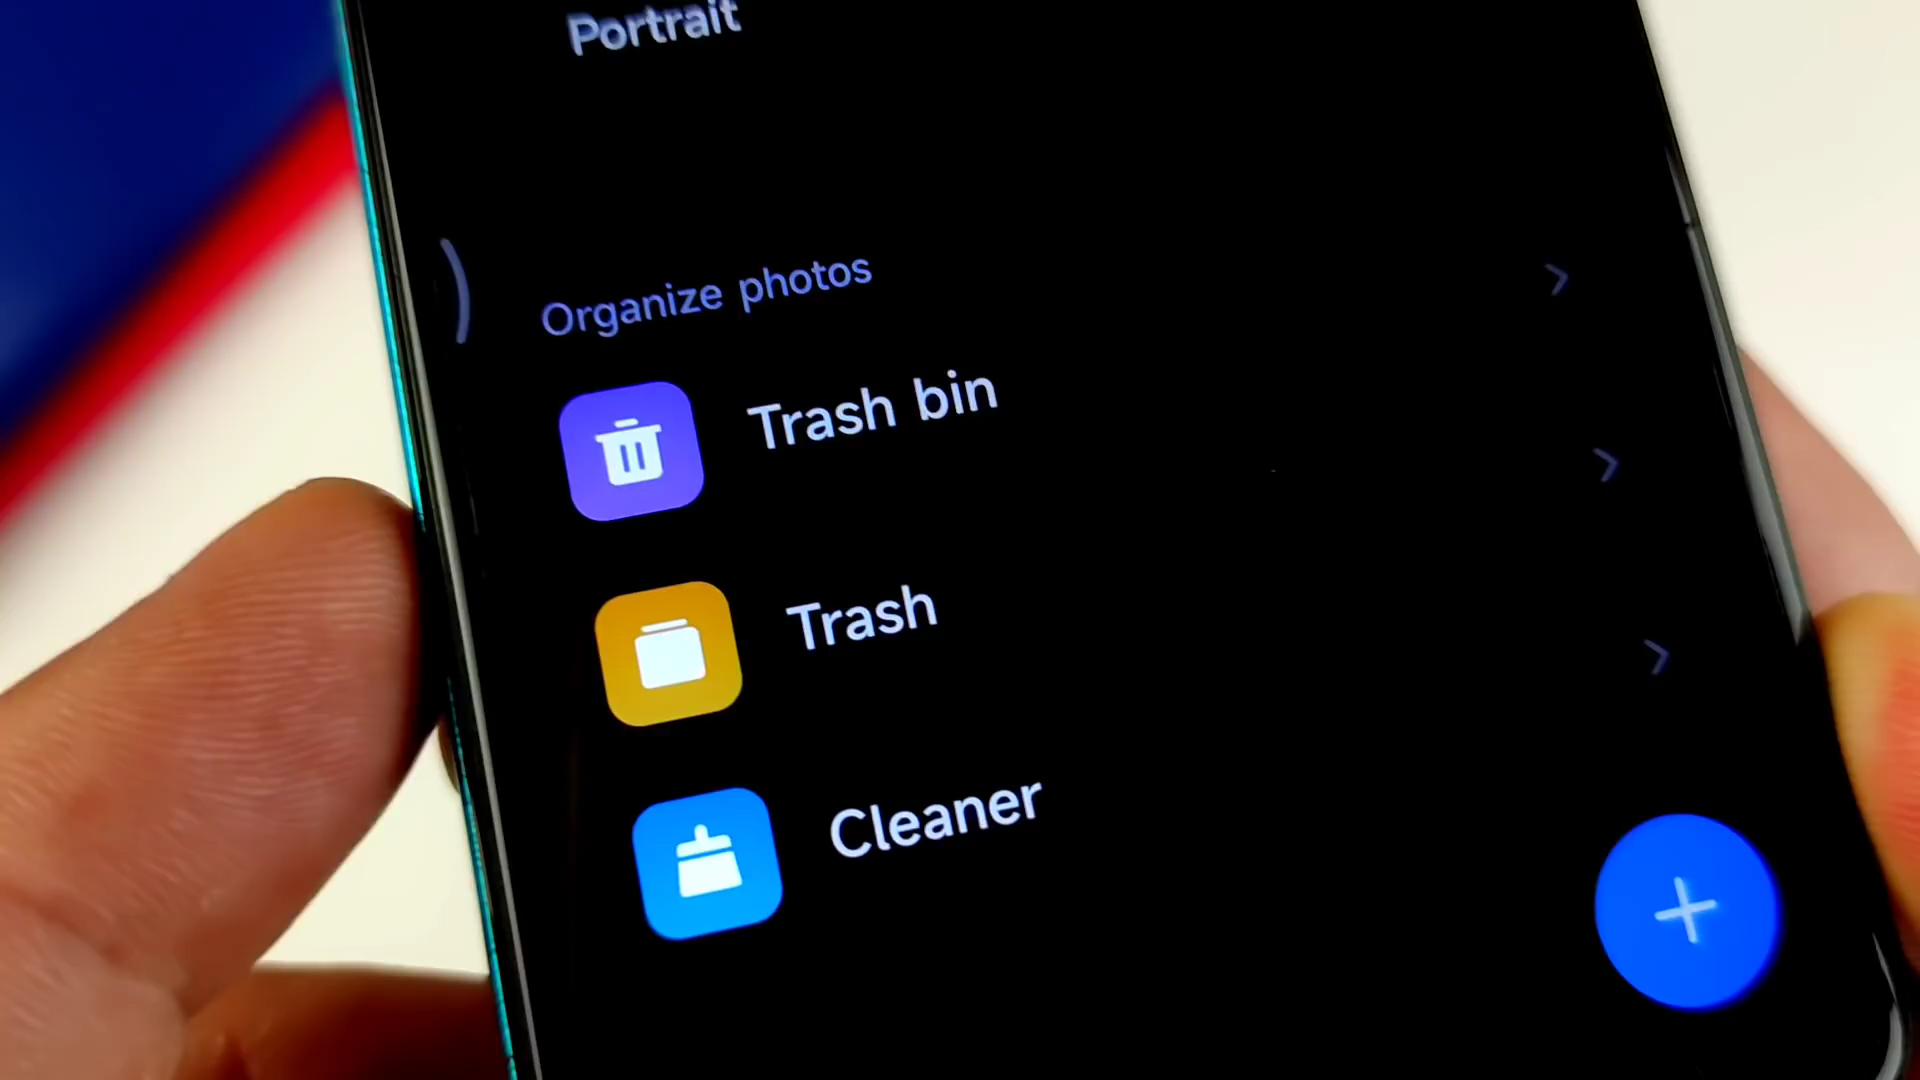 Portrait
Organize photos
Trash bin
Trash
Cleaner